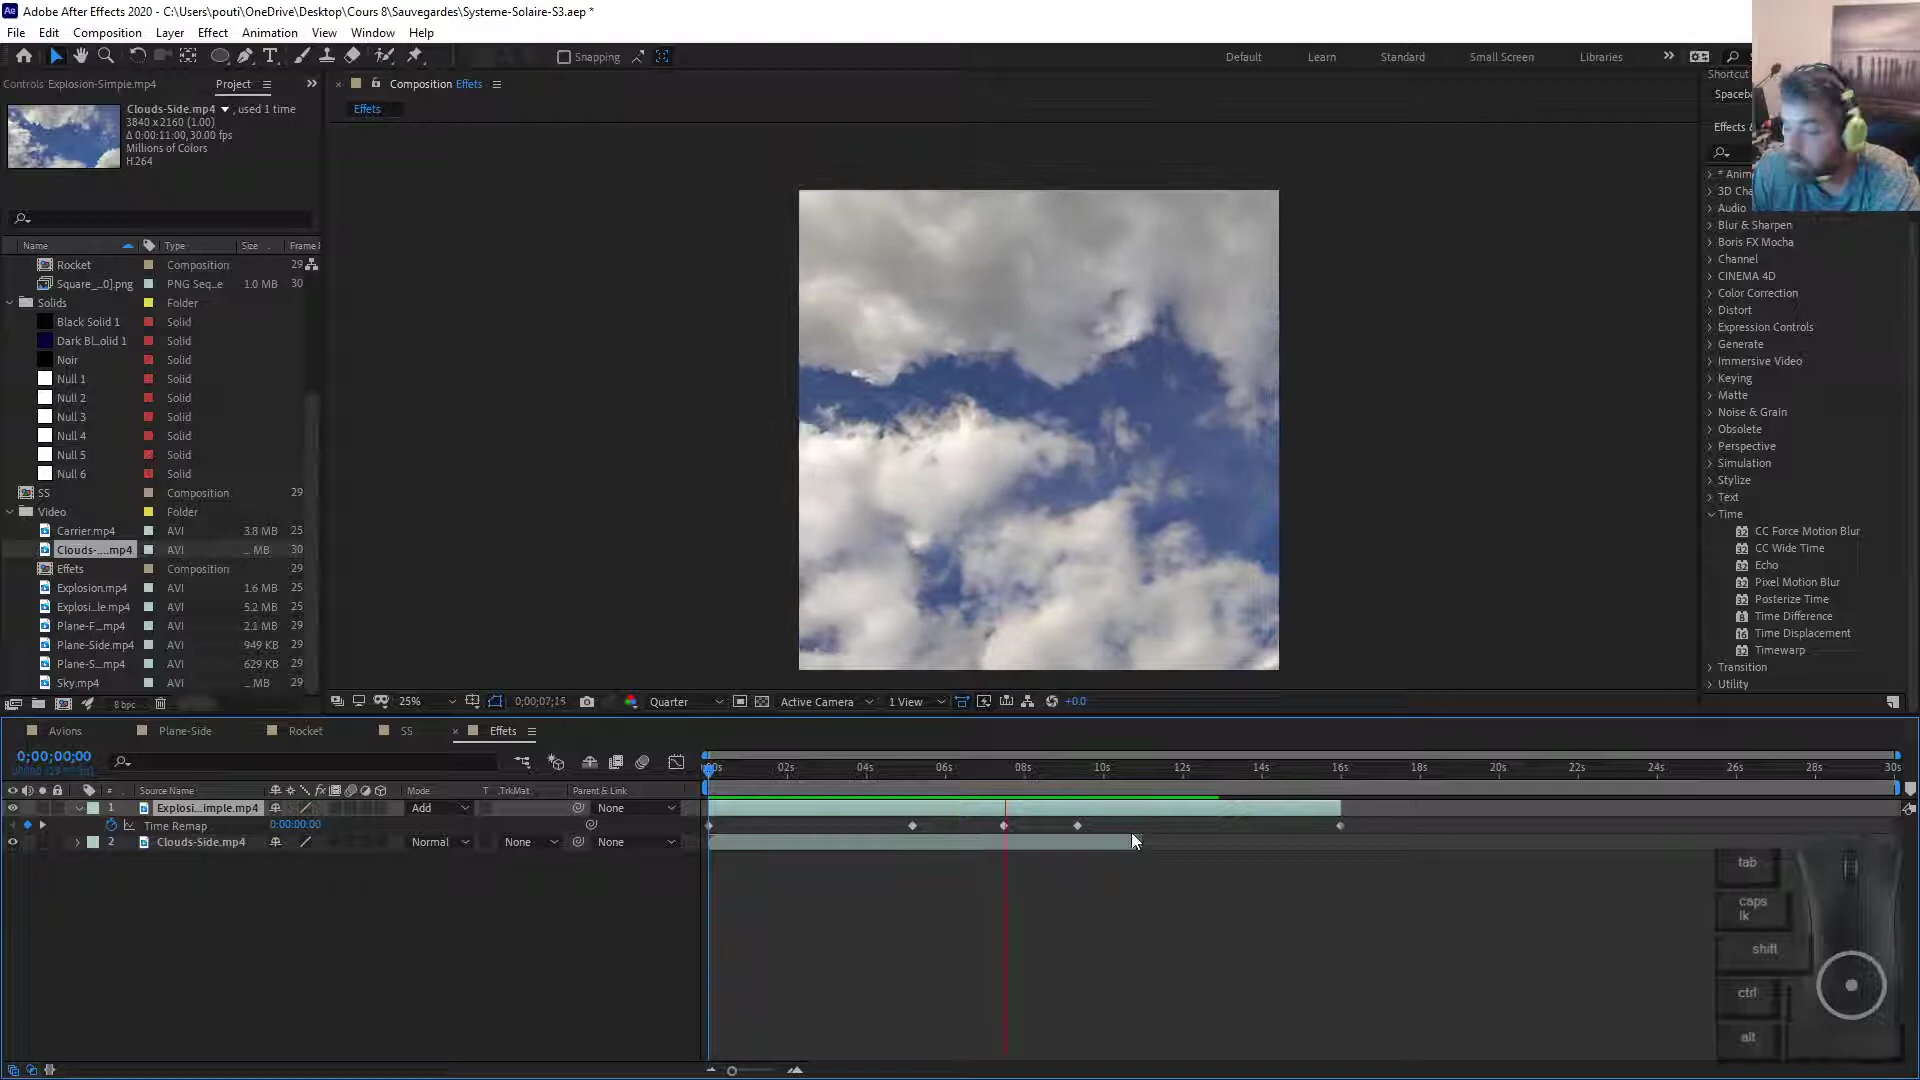 Adobe After Effects 2020 - C:\Users\pouti\OneDrive\Desktop\Cours 8\Sauvegardes\Systeme-Solaire-S3.aep *
File Edit Composition Layer Effect Animation View Window Help
Snapping
Default Learn Standard Small Screen Libraries
Controls Explosion-Simple.mp4 Project
Composition Effets
Shortcut
Clouds-Side.mp4 , used 1 time
3840 x 2160 (1.00)
Δ 0:00:11:00, 30.00 fps
Millions of Colors
H.264
Effets
Spaceba
Effects &
Name Type Size Frame
Rocket Composition 29
Square_..0].png PNG Seq...e 1.0 MB 30
Solids Folder
Black Solid 1 Solid
Dark Bl...olid 1 Solid
Noir Solid
Null 1 Solid
Null 2 Solid
Null 3 Solid
Null 4 Solid
Null 5 Solid
Null 6 Solid
SS Composition 29
Video Folder
Carrier.mp4 AVI 3.8 MB 25
Clouds-....mp4 AVI ... MB 30
Effets Composition 29
Explosion.mp4 AVI 1.6 MB 25
Explosi...le.mp4 AVI 5.2 MB 25
Plane-F...mp4 AVI 2.1 MB 29
Plane-Side.mp4 AVI 949 KB 29
Plane-S...mp4 AVI 629 KB 29
Sky.mp4 AVI ... MB 29
8 bpc
* Anim
3D Cha
Audio
Blur & Sharpen
Boris FX Mocha
Channel
CINEMA 4D
Color Correction
Distort
Expression Controls
Generate
Immersive Video
Keying
Matte
Noise & Grain
Obsolete
Perspective
Simulation
Stylize
Text
Time
CC Force Motion Blur
CC Wide Time
Echo
Pixel Motion Blur
Posterize Time
Time Difference
Time Displacement
Timewarp
Transition
Utility
25% 0;00;07;15 Quarter Active Camera 1 View +0.0
Avions Plane-Side Rocket SS Effets
0;00;00;00
:00s 02s 04s 06s 08s 10s 12s 14s 16s 18s 20s 22s 24s 26s 28s 30s
# Source Name Mode T .TrkMat Parent & Link
1 Explosi...imple.mp4 Add None
Time Remap 0:00:00:00
2 Clouds-Side.mp4 Normal None None
tab
caps
lk
shift
ctrl
alt